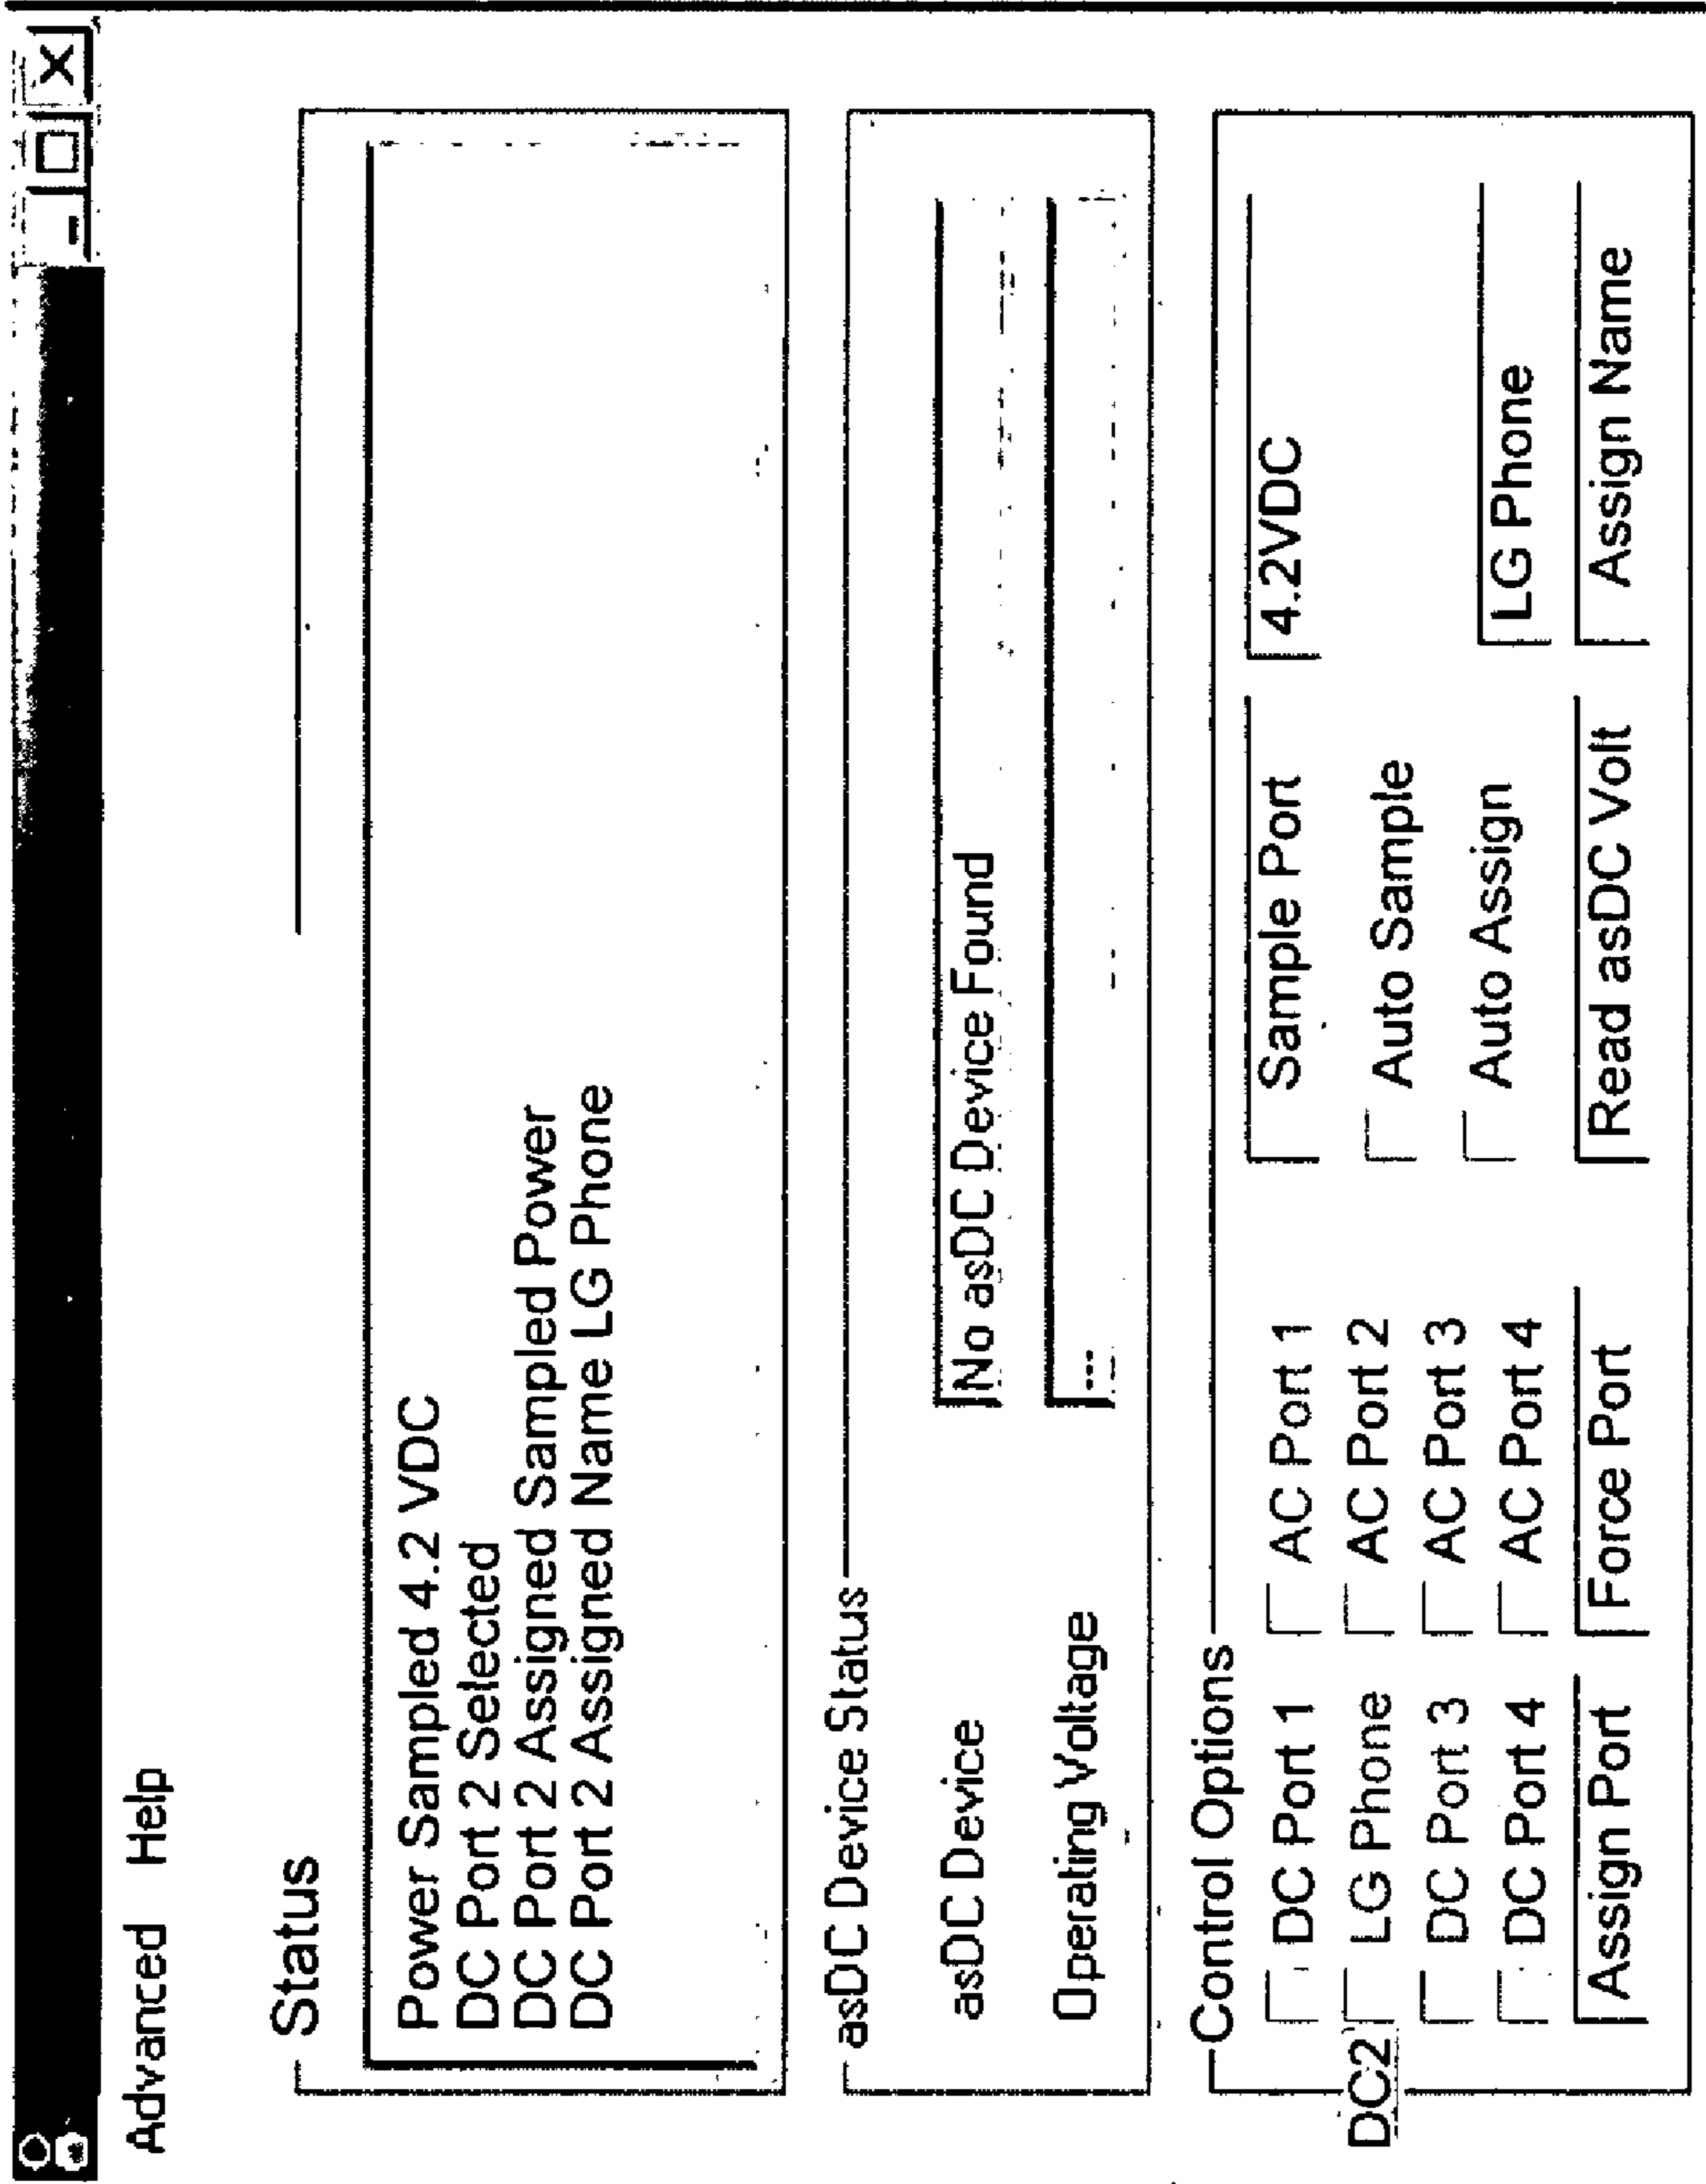 Advanced Help
Status
Power Sampled 4.2 VDC
DC Port 2 Selected
DC Port 2 Assigned Sampled Power
DC Port 2 Assigned Name LG Phone
asDC Device Status
asDC Device No asDC Device Found
Operating Voltage ---
Control Options
DC Port 1 AC Port 1 Sample Port 4.2VDC
DC2 LG Phone AC Port 2 Auto Sample
DC Port 3 AC Port 3 Auto Assign LG Phone
DC Port 4 AC Port 4
Assign Port Force Port Read asDC Volt Assign Name